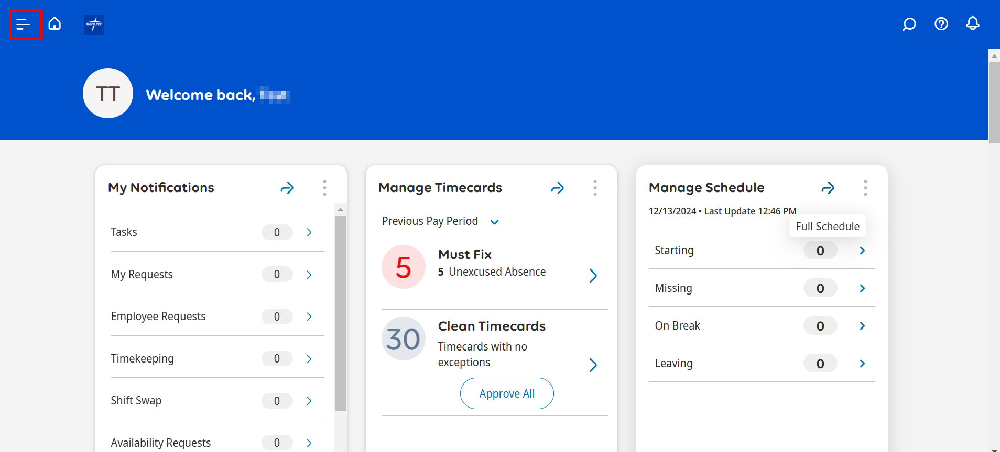 MEDLINE
TT
Welcome back,
My Notifications
Tasks 0
My Requests 0
Employee Requests 0
Timekeeping 0
Shift Swap 0
Availability Requests 0
Manage Timecards
Previous Pay Period
5
Must Fix
5 Unexcused Absence
30
Clean Timecards
Timecards with no
exceptions
Approve All
Manage Schedule
12/13/2024 • Last Update 12:46 PM
Full Schedule
Starting 0
Missing 0
On Break 0
Leaving 0